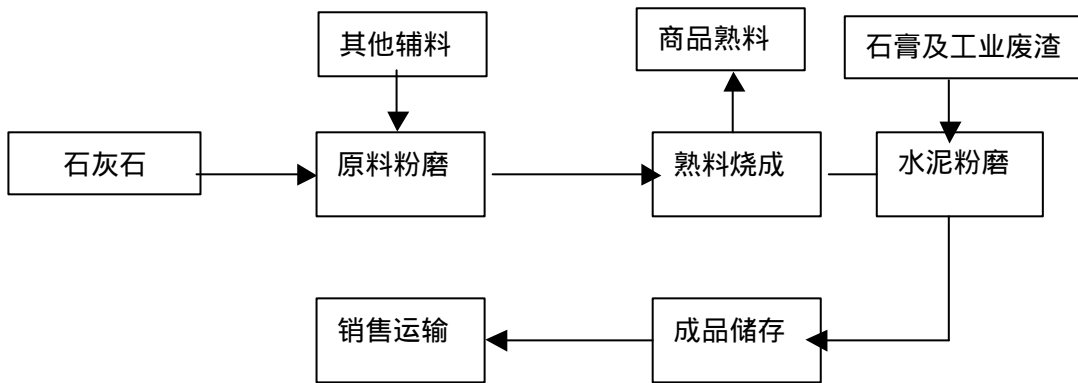 其他辅料
商品熟料
石膏及工业废渣
石灰石
原料粉磨
熟料烧成
水泥粉磨
销售运输
成品储存